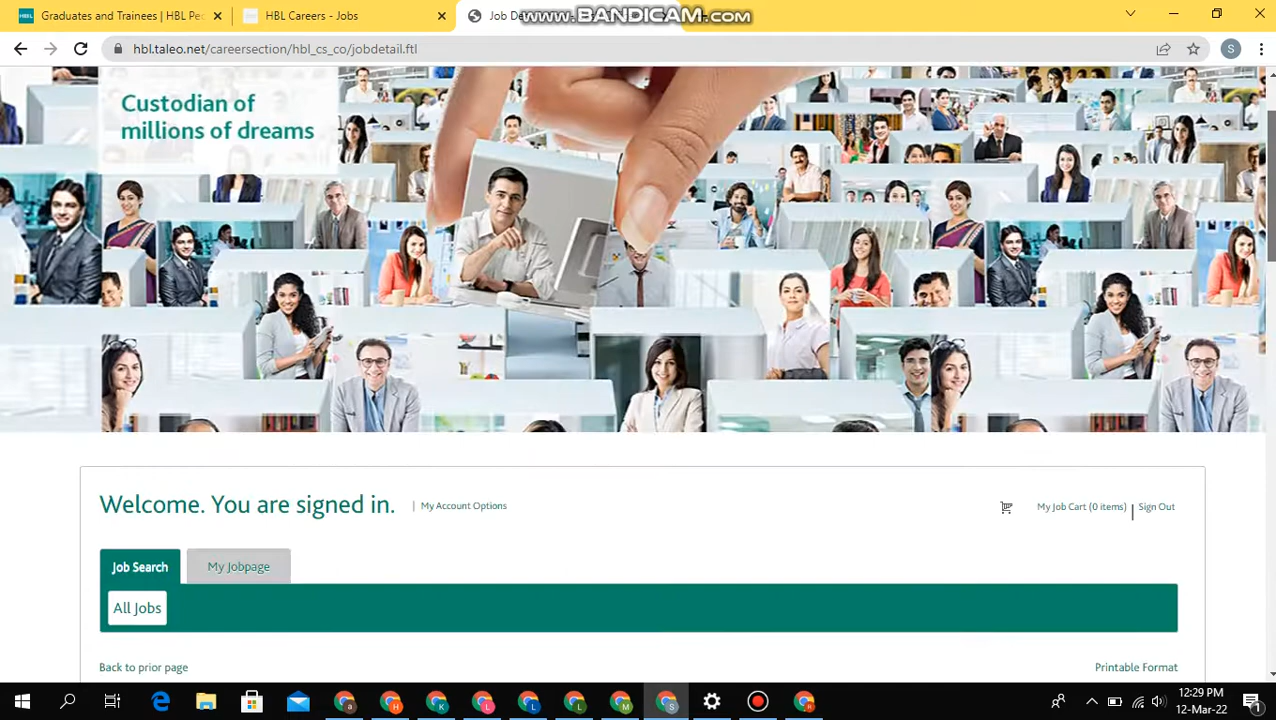 HBL
Graduates and Trainees | HBL Pe
HBL Careers - Jobs
Job De
WWW.BANDICAM.COM
hbl.taleo.net/careersection/hbl_cs_co/jobdetail.ftl
S
Custodian of
millions of dreams
Welcome. You are signed in.
| My Account Options
My Job Cart (0 items) | Sign Out
Job Search
My Jobpage
All Jobs
Back to prior page
Printable Format
12:29 PM
12-Mar-22